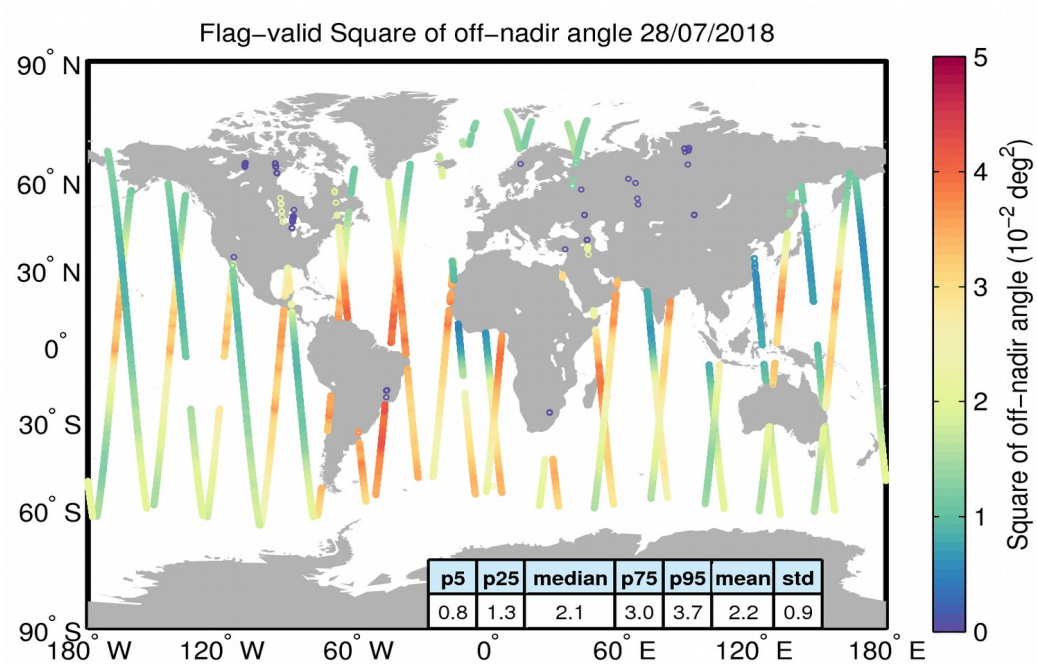 Flag−valid Square of off−nadir angle 28/07/2018
90° N
60° N
30° N
0°
30° S
60° S
90° S
180° W
120° W
60° W
0°
60° E
120° E
180° E
p5 p25 median p75 p95 mean std
0.8 1.3 2.1 3.0 3.7 2.2 0.9
5
4
3
2
1
0
Square of off−nadir angle (10⁻² deg²)